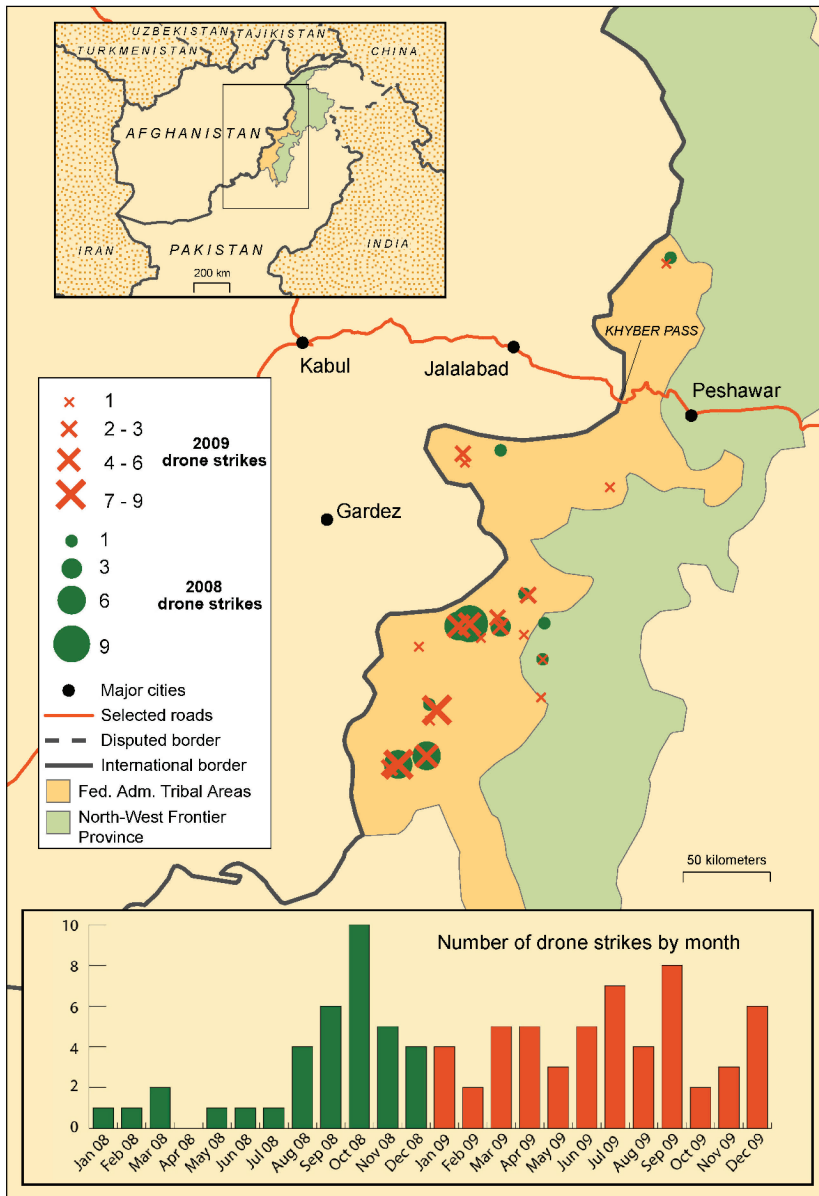 UZBEKISTAN
TAJIKISTAN
TURKMENISTAN
CHINA
AFGHANISTAN
IRAN
PAKISTAN
INDIA
200 km
KHYBER PASS
Kabul
Jalalabad
Peshawar
Gardez
1
2 - 3
4 - 6
7 - 9
2009
drone strikes
1
3
6
9
2008
drone strikes
Major cities
Selected roads
Disputed border
International border
Fed. Adm. Tribal Areas
North-West Frontier
Province
50 kilometers
Number of drone strikes by month
10
8
6
4
2
0
Jan 08
Feb 08
Mar 08
Apr 08
May 08
Jun 08
Jul 08
Aug 08
Sep 08
Oct 08
Nov 08
Dec 08
Jan 09
Feb 09
Mar 09
Apr 09
May 09
Jun 09
Jul 09
Aug 09
Sep 09
Oct 09
Nov 09
Dec 09